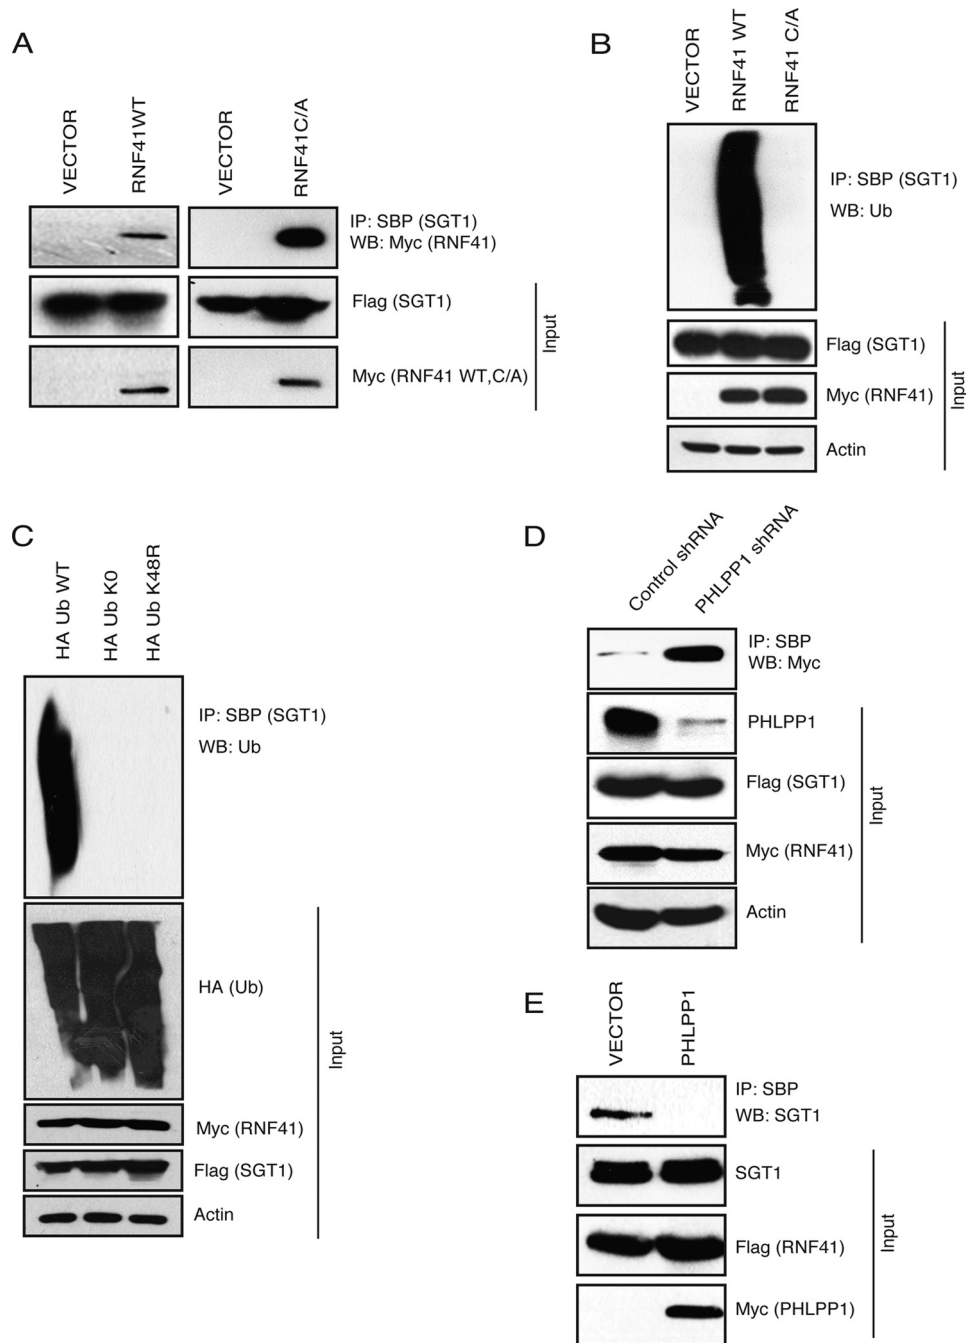 A
VECTOR
RNF41WT
VECTOR
RNF41C/A
IP: SBP (SGT1)
WB: Myc (RNF41)
Flag (SGT1)
Myc (RNF41 WT,C/A)
Input
B
VECTOR
RNF41 WT
RNF41 C/A
IP: SBP (SGT1)
WB: Ub
Flag (SGT1)
Myc (RNF41)
Actin
Input
C
HA Ub WT
HA Ub K0
HA Ub K48R
IP: SBP (SGT1)
WB: Ub
HA (Ub)
Myc (RNF41)
Flag (SGT1)
Actin
Input
D
Control shRNA
PHLPP1 shRNA
IP: SBP
WB: Myc
PHLPP1
Flag (SGT1)
Myc (RNF41)
Actin
Input
E
VECTOR
PHLPP1
IP: SBP
WB: SGT1
SGT1
Flag (RNF41)
Myc (PHLPP1)
Input